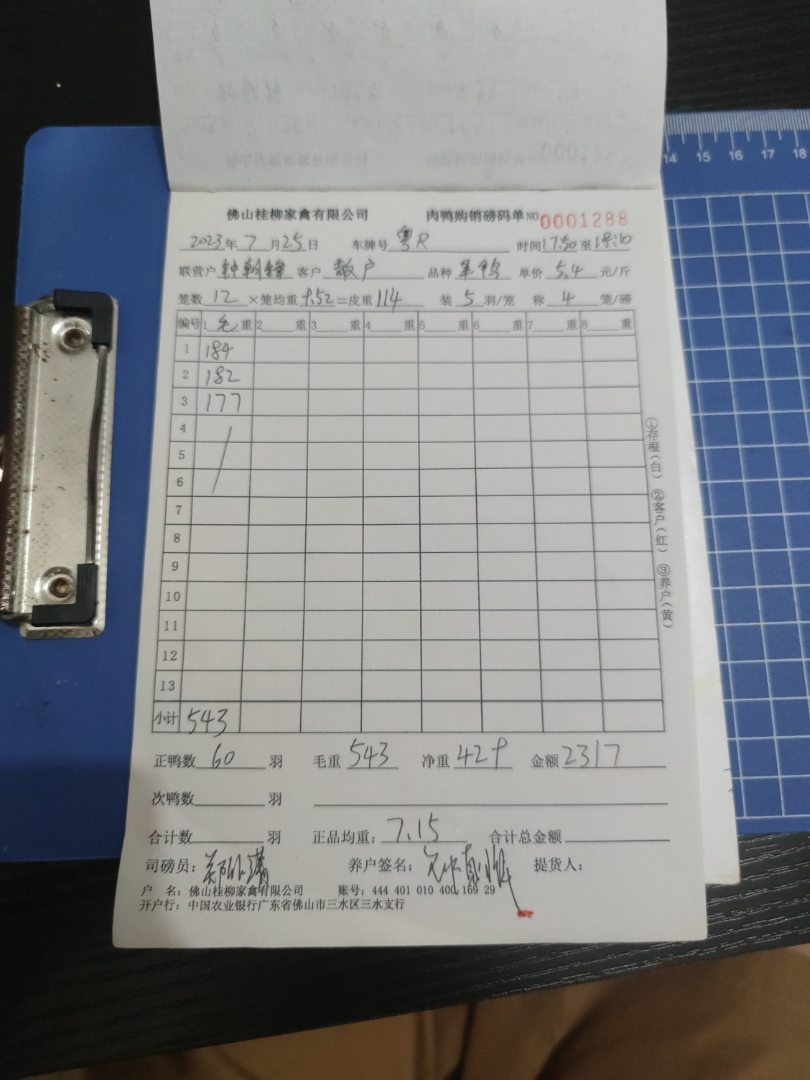 佛山桂柳家禽有限公司 肉鸭购销磅码单 NO 0001288
2023年 7月25日 车牌号 粤R 时间17:50至18:10
联营户 客户 散户 品种 单价 5.4 元/斤
笼数 12 ×笼均重 9.52 =皮重 114 装 5 羽/笼 称 4 笼/磅
编号 1 毛 重 2 重 3 重 4 重 5 重 6 重 7 重 8 重
1 184
2 182
3 177
4
5
6
7
8
9
10
11
12
13
小计 543
正鸭数 60 羽 毛重 543 净重 429 金额 2317
次鸭数 羽
合计数 羽 正品均重: 7.15 合计总金额
司磅员: 养户签名: 提货人:
户 名: 佛山桂柳家禽有限公司 账号: 444 401 010 400 169 29
开户行: 中国农业银行广东省佛山市三水区三水支行
①存根(白) ②客户(红) ③养户(黄)
14 15 16 17 18